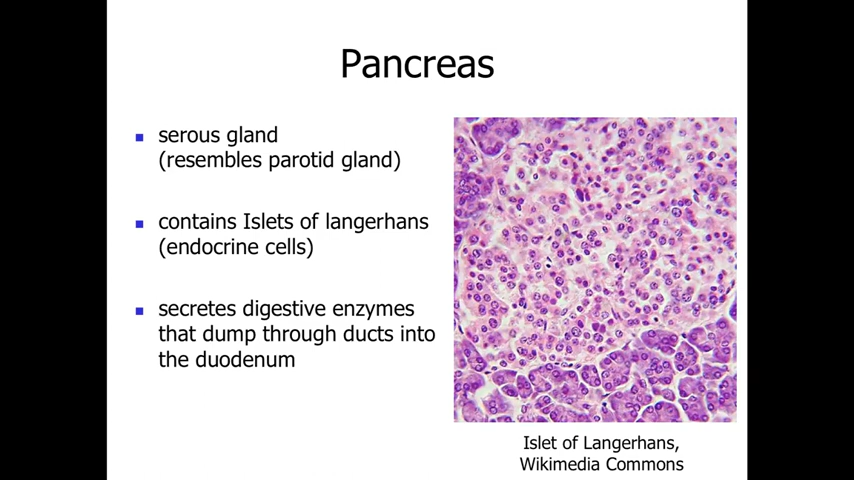 Pancreas
serous gland
(resembles parotid gland)
contains Islets of langerhans
(endocrine cells)
secretes digestive enzymes
that dump through ducts into
the duodenum
Islet of Langerhans,
Wikimedia Commons